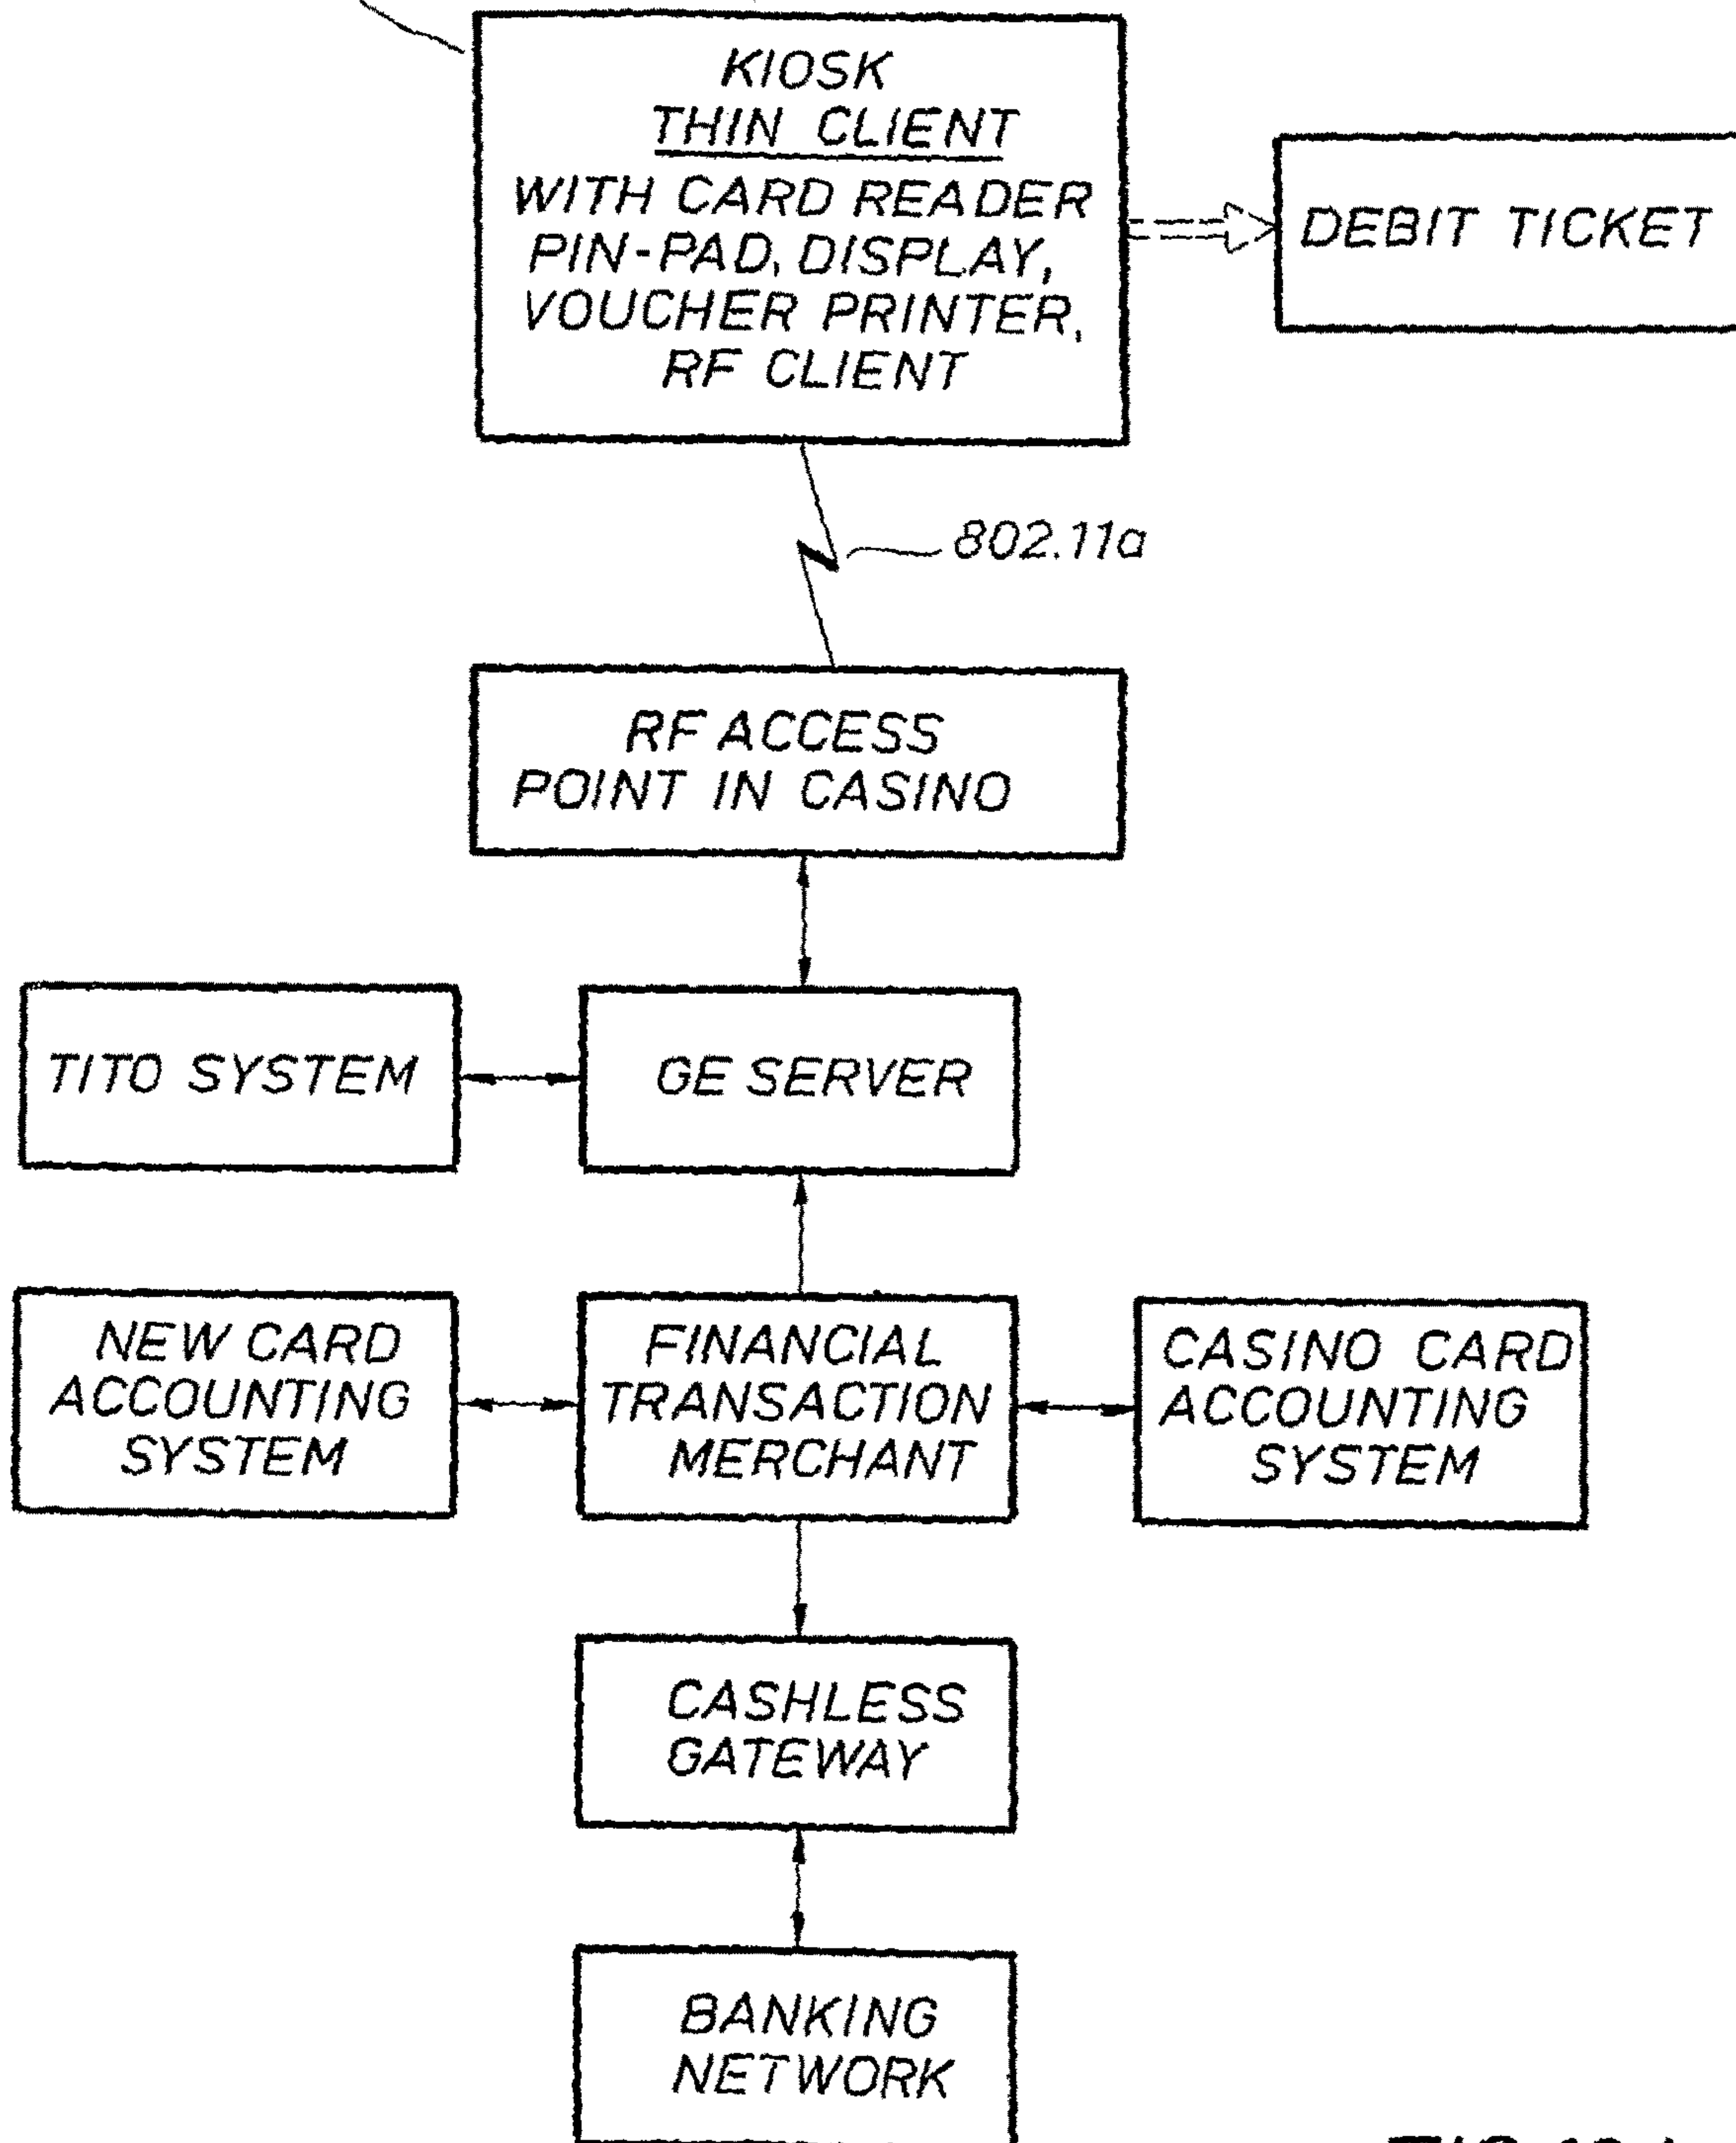 KIOSK
THIN CLIENT
WITH CARD READER
PIN-PAD, DISPLAY,
VOUCHER PRINTER,
RF CLIENT
DEBIT TICKET
802.11a
RF ACCESS
POINT IN CASINO
TITO SYSTEM
GE SERVER
NEW CARD
ACCOUNTING
SYSTEM
FINANCIAL
TRANSACTION
MERCHANT
CASINO CARD
ACCOUNTING
SYSTEM
CASHLESS
GATEWAY
BANKING
NETWORK